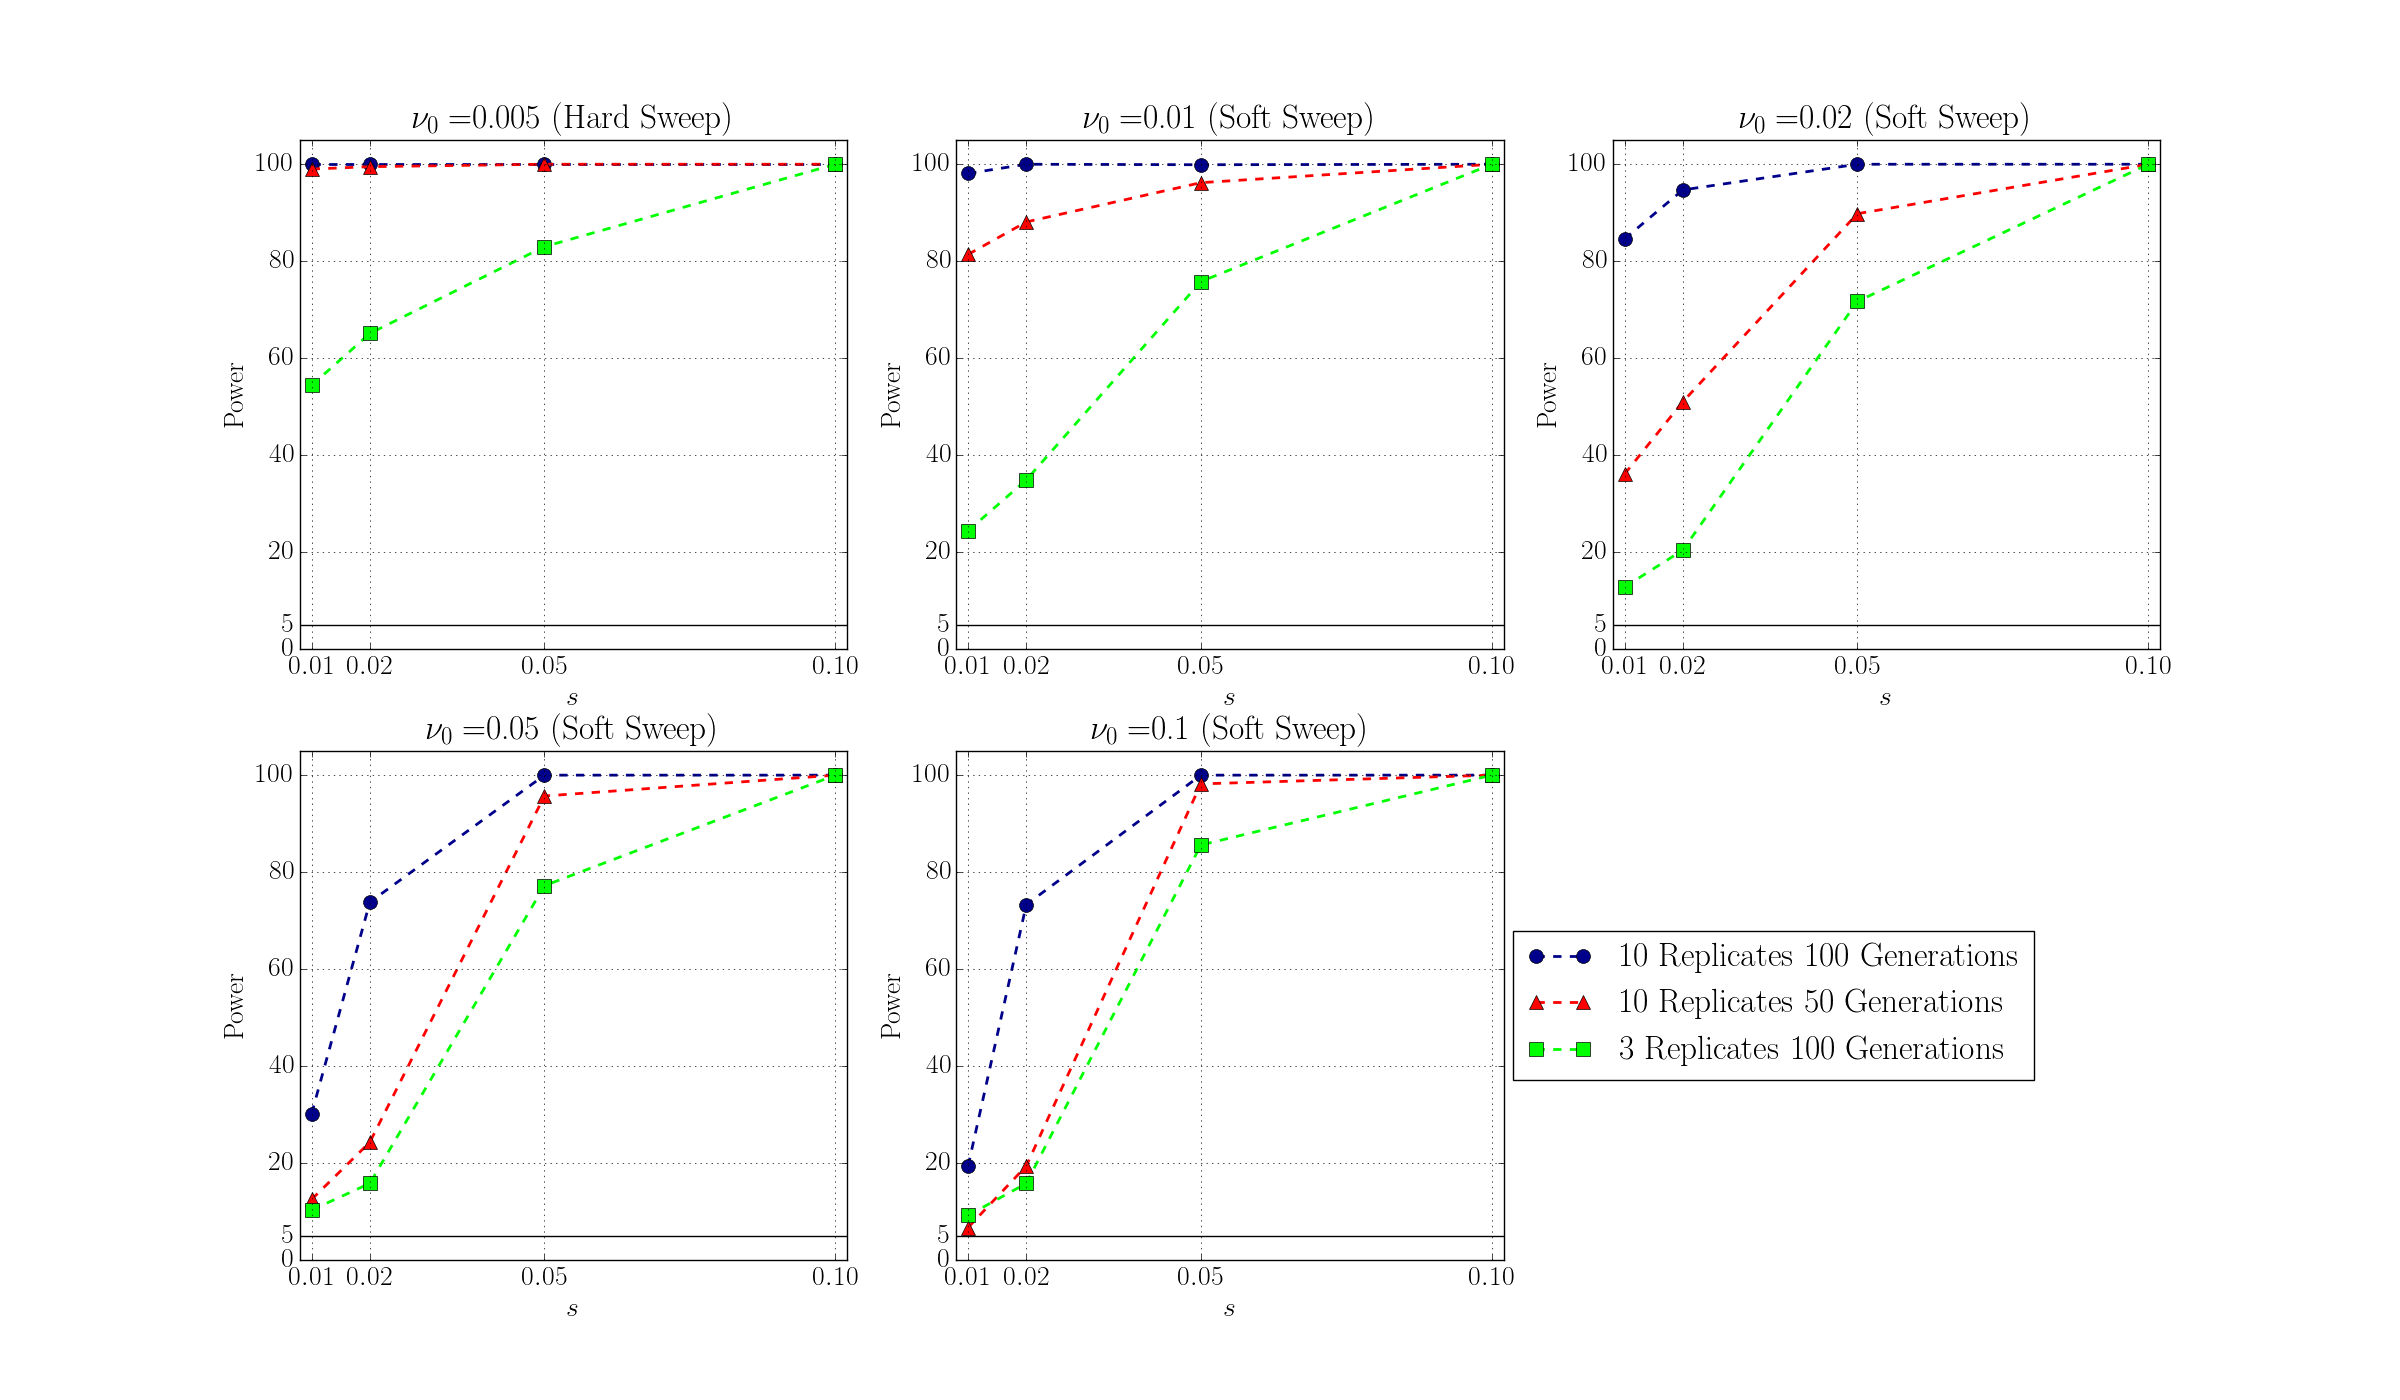 ν0 =0.005 (Hard Sweep)
100
80
60
40
20
5
0
Power
0.01 0.02 0.05 0.10
s
ν0 =0.01 (Soft Sweep)
100
80
60
40
20
5
0
Power
0.01 0.02 0.05 0.10
s
ν0 =0.02 (Soft Sweep)
100
80
60
40
20
5
0
Power
0.01 0.02 0.05 0.10
s
ν0 =0.05 (Soft Sweep)
100
80
60
40
20
5
0
Power
0.01 0.02 0.05 0.10
s
ν0 =0.1 (Soft Sweep)
100
80
60
40
20
5
0
Power
0.01 0.02 0.05 0.10
s
10 Replicates 100 Generations
10 Replicates 50 Generations
3 Replicates 100 Generations